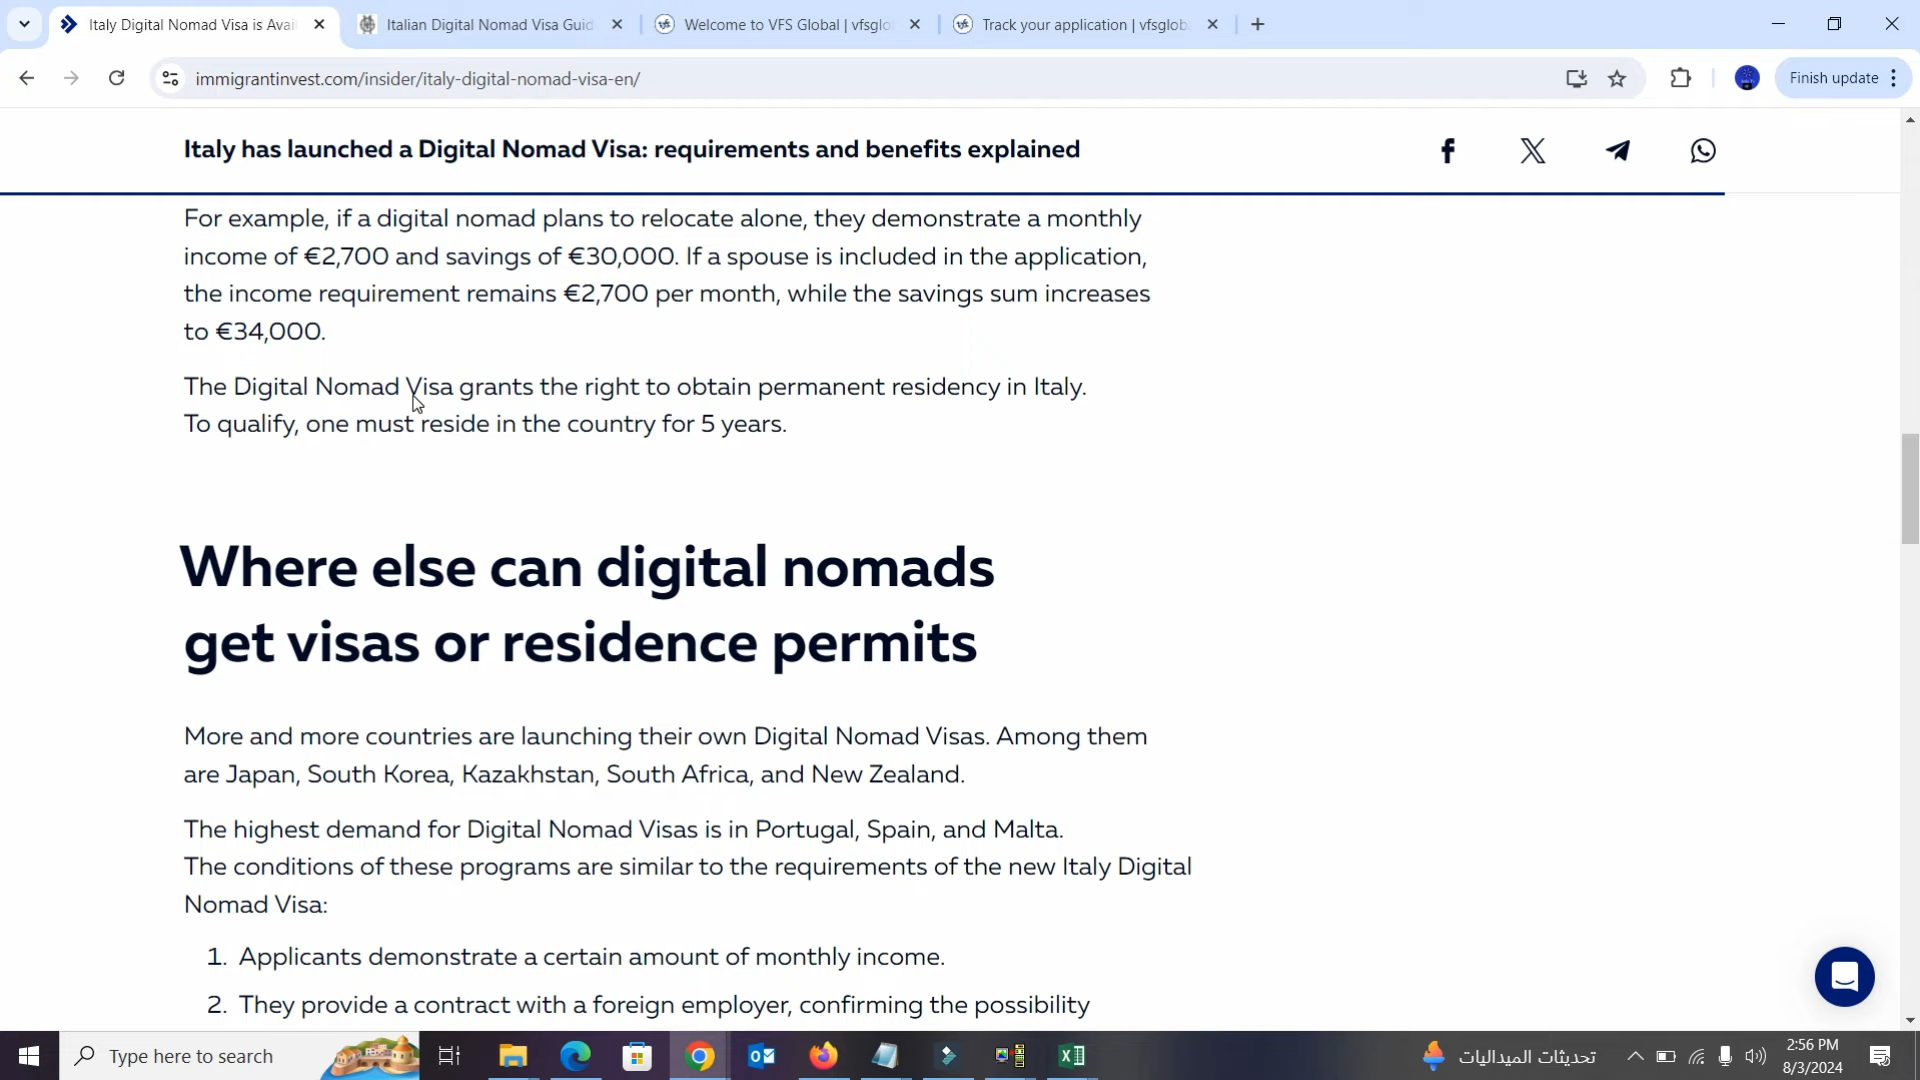 Italy Digital Nomad Visa is Avai
Italian Digital Nomad Visa Guid
Welcome to VFS Global | vfsglo
Track your application | vfsglob
immigrantinvest.com/insider/italy-digital-nomad-visa-en/
Finish update
Italy has launched a Digital Nomad Visa: requirements and benefits explained
For example, if a digital nomad plans to relocate alone, they demonstrate a monthly
income of €2,700 and savings of €30,000. If a spouse is included in the application,
the income requirement remains €2,700 per month, while the savings sum increases
to €34,000.
The Digital Nomad Visa grants the right to obtain permanent residency in Italy.
To qualify, one must reside in the country for 5 years.
Where else can digital nomads
get visas or residence permits
More and more countries are launching their own Digital Nomad Visas. Among them
are Japan, South Korea, Kazakhstan, South Africa, and New Zealand.
The highest demand for Digital Nomad Visas is in Portugal, Spain, and Malta.
The conditions of these programs are similar to the requirements of the new Italy Digital
Nomad Visa:
1. Applicants demonstrate a certain amount of monthly income.
2. They provide a contract with a foreign employer, confirming the possibility
Type here to search
تحديثات الميداليات
2:56 PM
8/3/2024